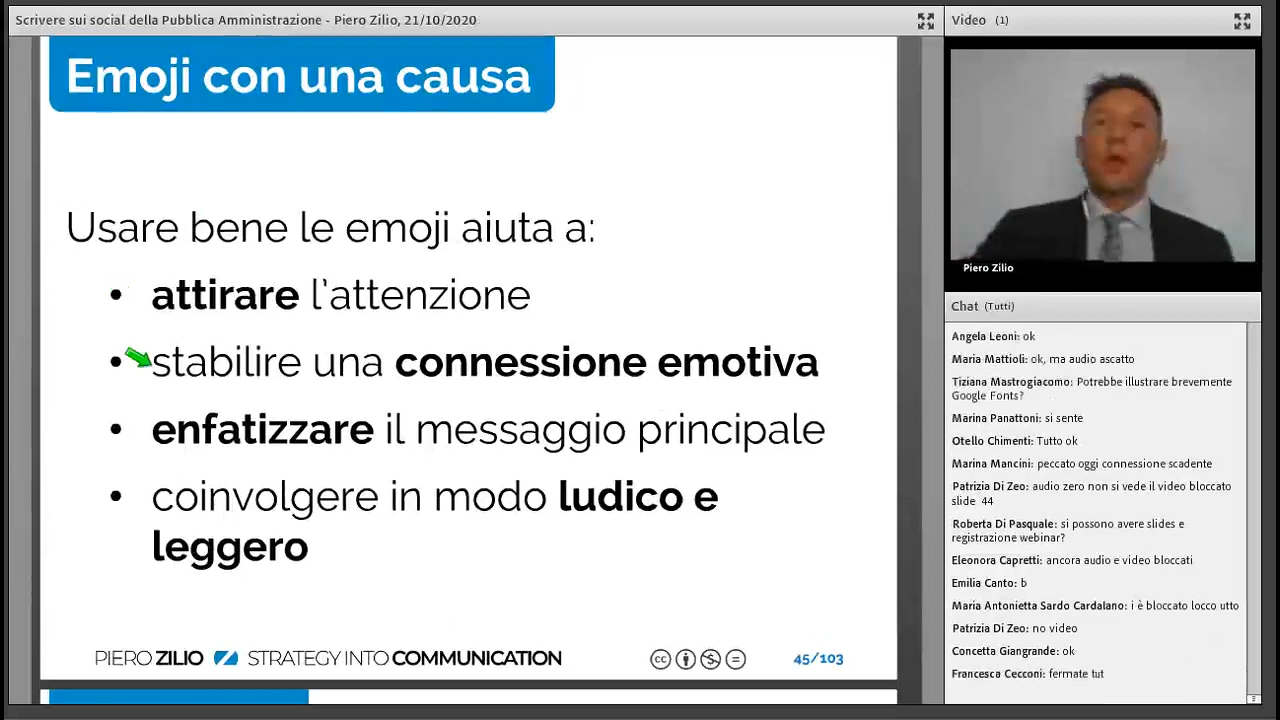 Scrivere sui social della Pubblica Amministrazione - Piero Zilio, 21/10/2020
Emoji con una causa
Usare bene le emoji aiuta a:
• attirare l'attenzione
• stabilire una connessione emotiva
• enfatizzare il messaggio principale
• coinvolgere in modo ludico e
leggero
PIERO ZILIO STRATEGY INTO COMMUNICATION
cc
45/103
Video (1)
Piero Zilio
Chat (Tutti)
Angela Leoni: ok
Maria Mattioli: ok, ma audio ascatto
Tiziana Mastrogiacomo: Potrebbe illustrare brevemente
Google Fonts?
Marina Panattoni: si sente
Otello Chimenti: Tutto ok
Marina Mancini: peccato oggi connessione scadente
Patrizia Di Zeo: audio zero non si vede il video bloccato
slide 44
Roberta Di Pasquale: si possono avere slides e
registrazione webinar?
Eleonora Capretti: ancora audio e video bloccati
Emilia Canto: b
Maria Antonietta Sardo Cardalano: i è bloccato locco utto
Patrizia Di Zeo: no video
Concetta Giangrande: ok
Francesca Cecconi: fermate tut